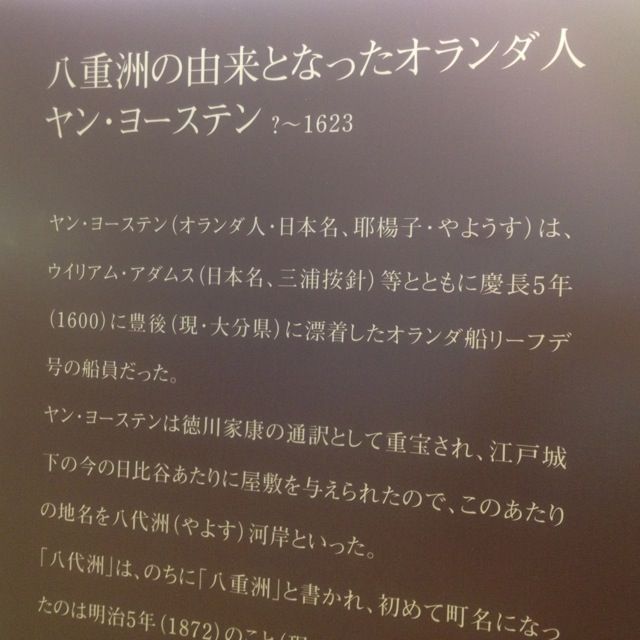 八重洲の由来となったオランダ人
ヤン・ヨーステン ?〜1623
ヤン・ヨーステン(オランダ人・日本名、耶楊子・やようす)は、
ウイリアム・アダムス(日本名、三浦按針)等とともに慶長5年
(1600)に豊後(現・大分県)に漂着したオランダ船リーフデ
号の船員だった。
ヤン・ヨーステンは徳川家康の通訳として重宝され、江戸城
下の今の日比谷あたりに屋敷を与えられたので、このあたり
の地名を八代洲(やよす)河岸といった。
「八代洲」は、のちに「八重洲」と書かれ、初めて町名になっ
たのは明治5年(1872)のこと(現